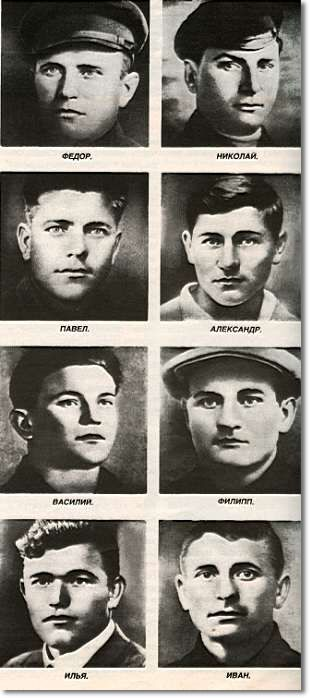 ФЕДОР.
НИКОЛАЙ.
ПАВЕЛ.
АЛЕКСАНДР.
ВАСИЛИЙ.
ФИЛИПП.
ИЛЬЯ.
ИВАН.